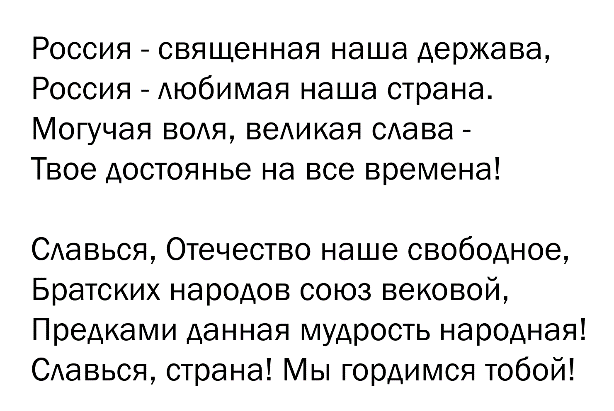 Россия - священная наша держава,
Россия - любимая наша страна.
Могучая воля, великая слава -
Твое достоянье на все времена!

Славься, Отечество наше свободное,
Братских народов союз вековой,
Предками данная мудрость народная!
Славься, страна! Мы гордимся тобой!